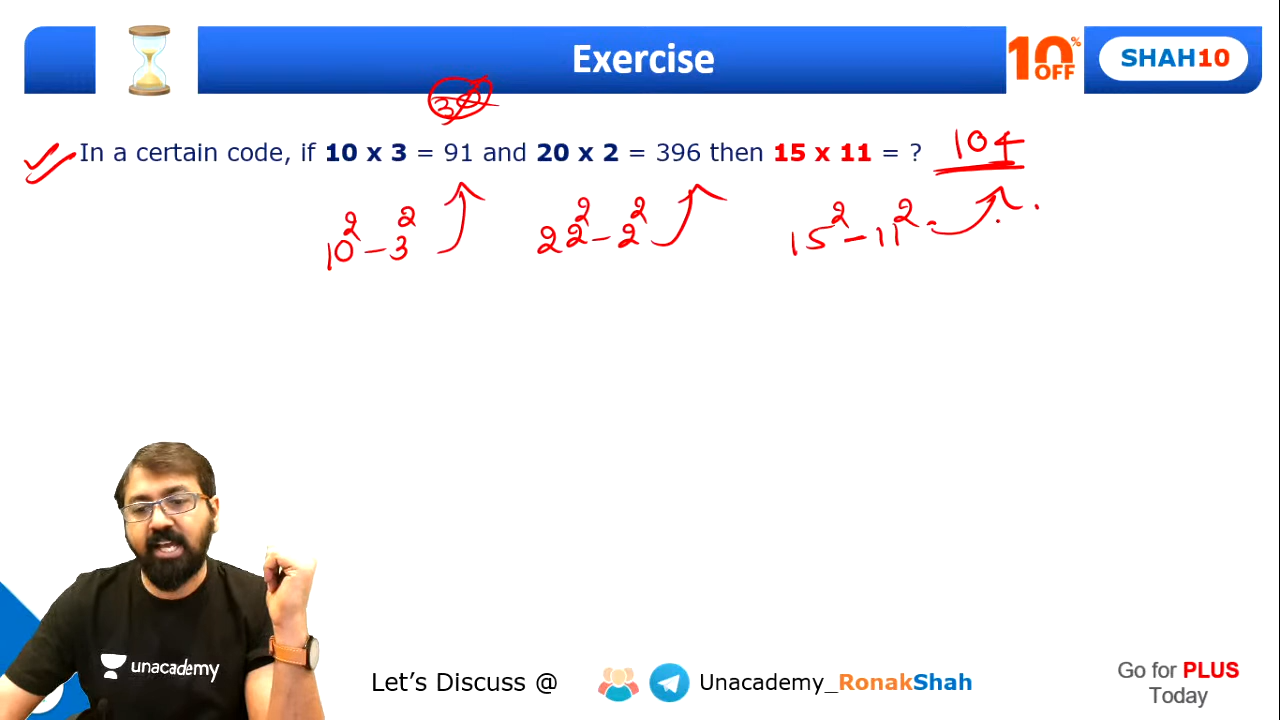 Exercise
10% OFF
SHAH10
30
In a certain code, if 10 x 3 = 91 and 20 x 2 = 396 then 15 x 11 = ? 104
10² - 3² 22² - 2² 15² - 11² =
unacademy
Let's Discuss @ Unacademy_RonakShah
Go for PLUS
Today